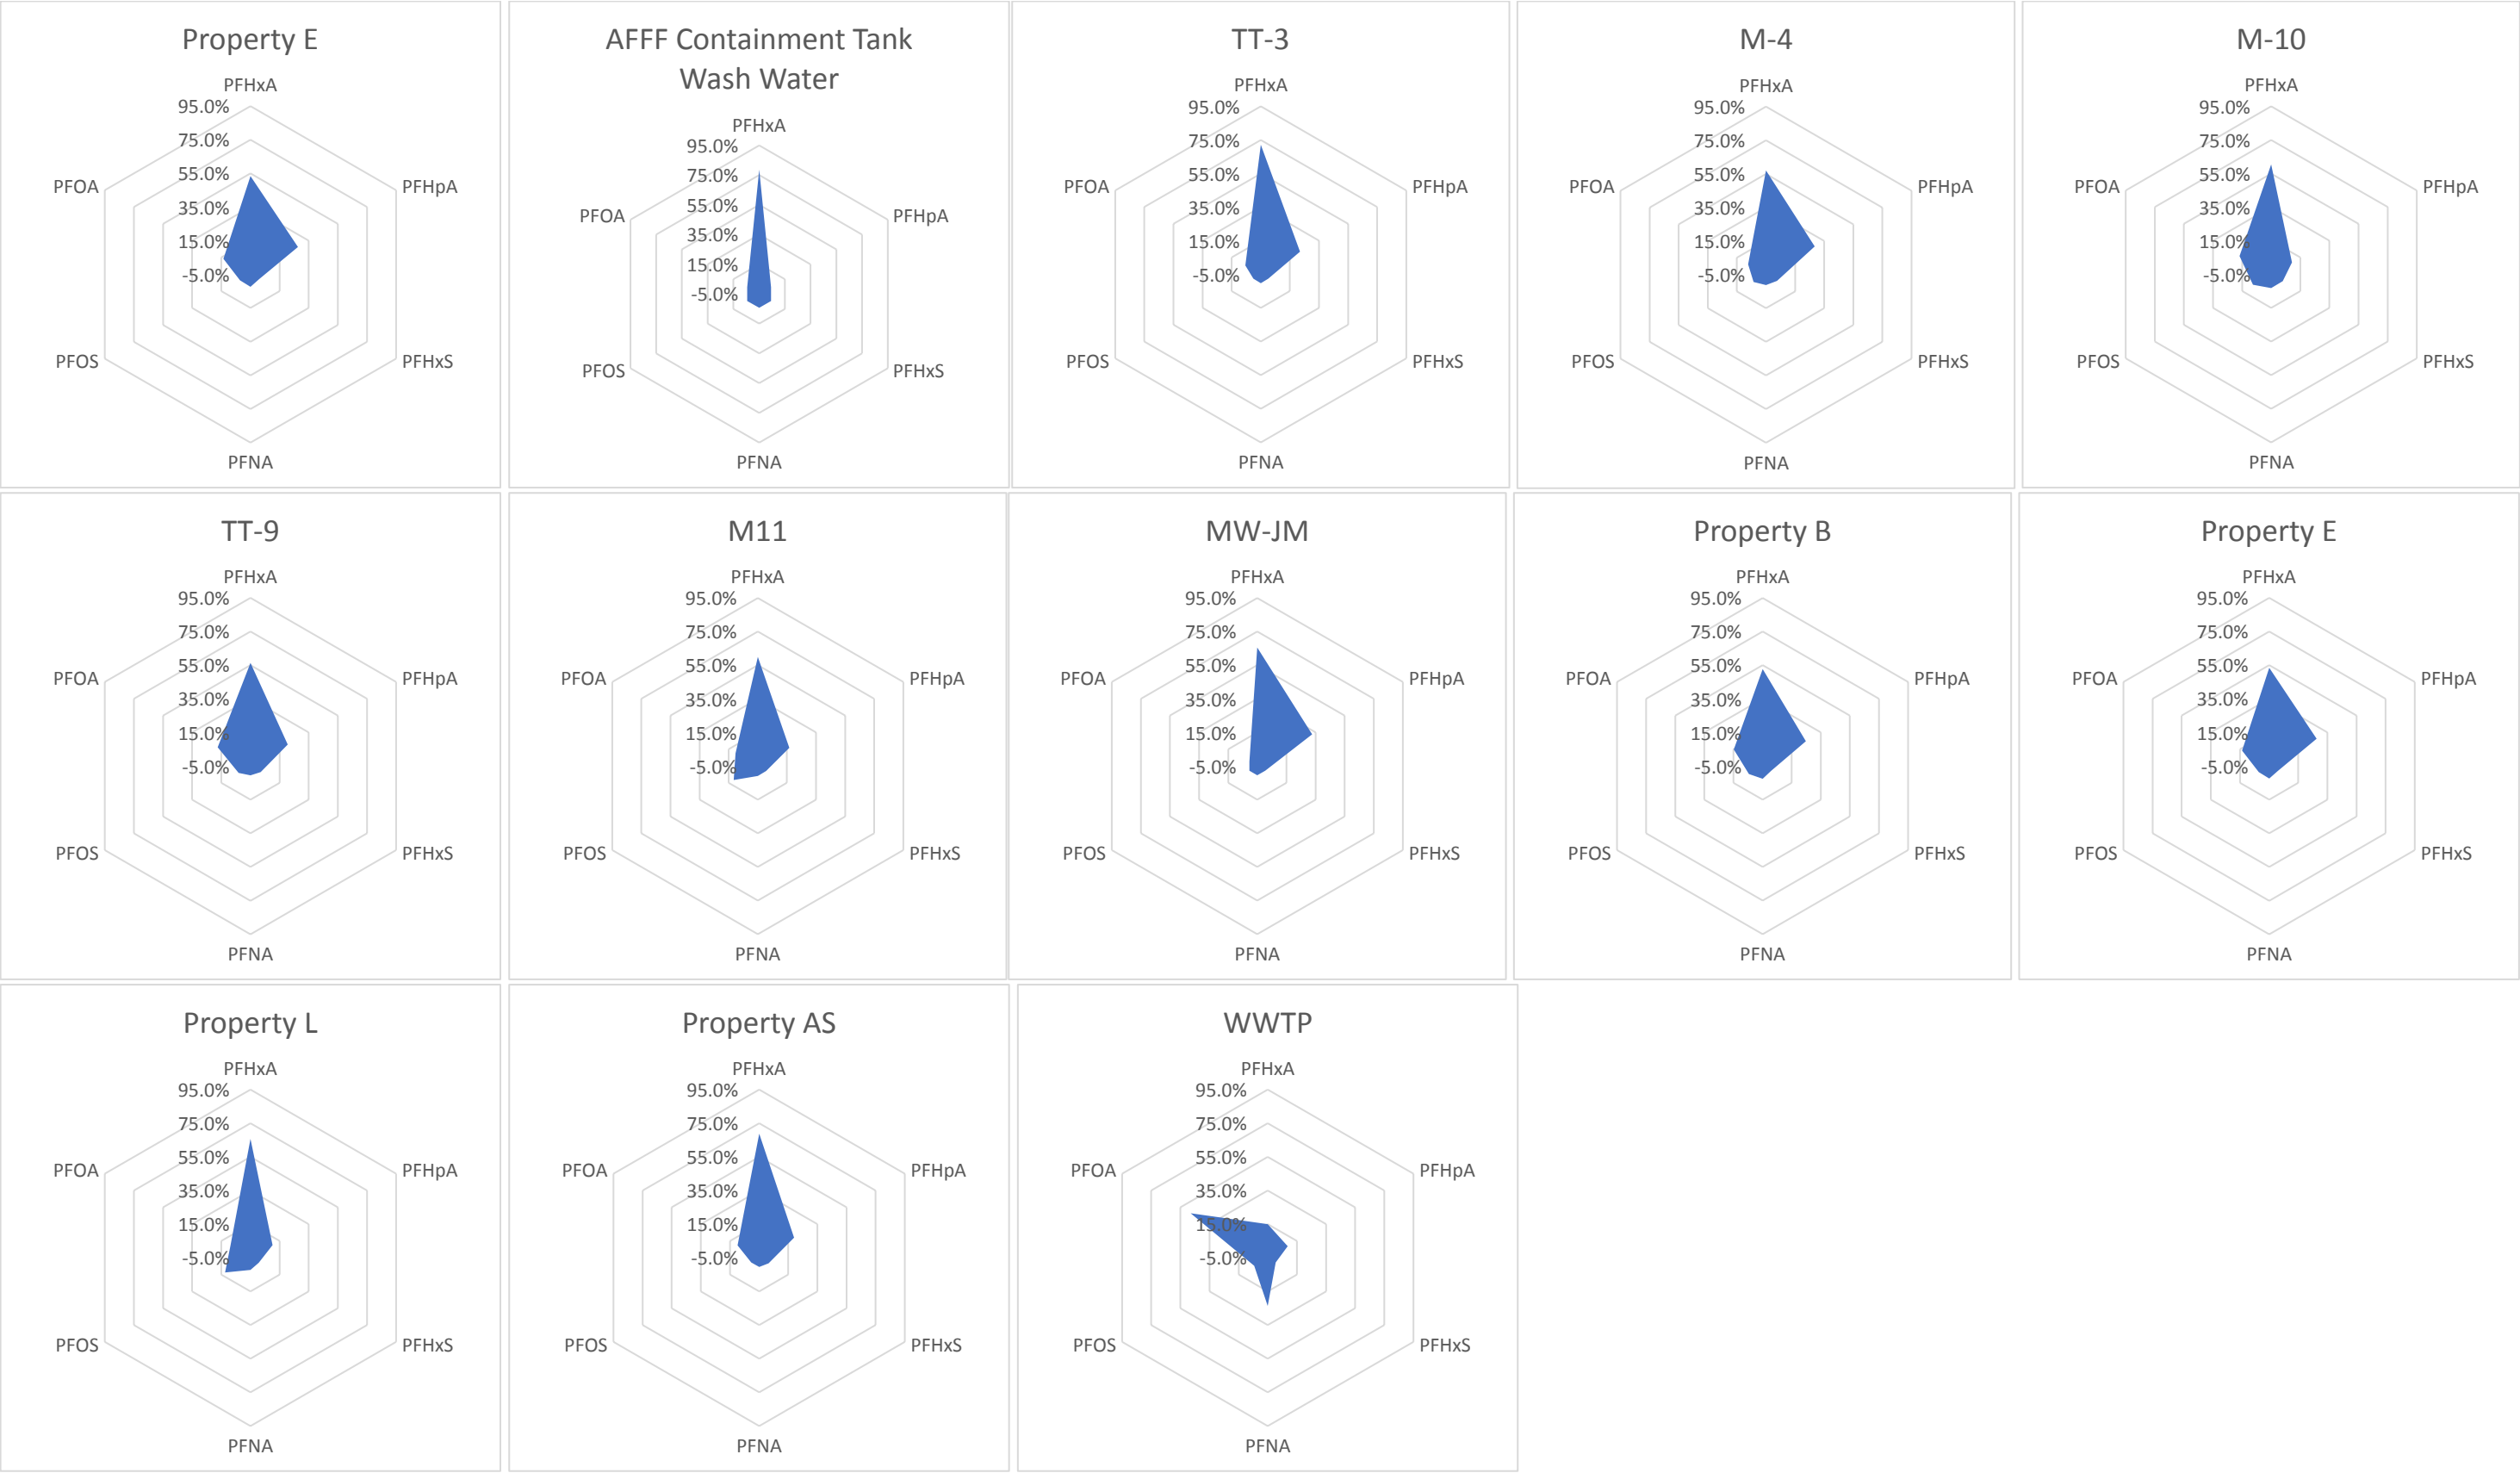 Property E
PFHxA
95.0%
75.0%
55.0%
35.0%
15.0%
-5.0%
PFHpA
PFHxS
PFNA
PFOS
PFOA
AFFF Containment Tank
Wash Water
PFHxA
95.0%
75.0%
55.0%
35.0%
15.0%
-5.0%
PFHpA
PFHxS
PFNA
PFOS
PFOA
TT-3
PFHxA
95.0%
75.0%
55.0%
35.0%
15.0%
-5.0%
PFHpA
PFHxS
PFNA
PFOS
PFOA
M-4
PFHxA
95.0%
75.0%
55.0%
35.0%
15.0%
-5.0%
PFHpA
PFHxS
PFNA
PFOS
PFOA
M-10
PFHxA
95.0%
75.0%
55.0%
35.0%
15.0%
-5.0%
PFHpA
PFHxS
PFNA
PFOS
PFOA
TT-9
PFHxA
95.0%
75.0%
55.0%
35.0%
15.0%
-5.0%
PFHpA
PFHxS
PFNA
PFOS
PFOA
M11
PFHxA
95.0%
75.0%
55.0%
35.0%
15.0%
-5.0%
PFHpA
PFHxS
PFNA
PFOS
PFOA
MW-JM
PFHxA
95.0%
75.0%
55.0%
35.0%
15.0%
-5.0%
PFHpA
PFHxS
PFNA
PFOS
PFOA
Property B
PFHxA
95.0%
75.0%
55.0%
35.0%
15.0%
-5.0%
PFHpA
PFHxS
PFNA
PFOS
PFOA
Property E
PFHxA
95.0%
75.0%
55.0%
35.0%
15.0%
-5.0%
PFHpA
PFHxS
PFNA
PFOS
PFOA
Property L
PFHxA
95.0%
75.0%
55.0%
35.0%
15.0%
-5.0%
PFHpA
PFHxS
PFNA
PFOS
PFOA
Property AS
PFHxA
95.0%
75.0%
55.0%
35.0%
15.0%
-5.0%
PFHpA
PFHxS
PFNA
PFOS
PFOA
WWTP
PFHxA
95.0%
75.0%
55.0%
35.0%
15.0%
-5.0%
PFHpA
PFHxS
PFNA
PFOS
PFOA